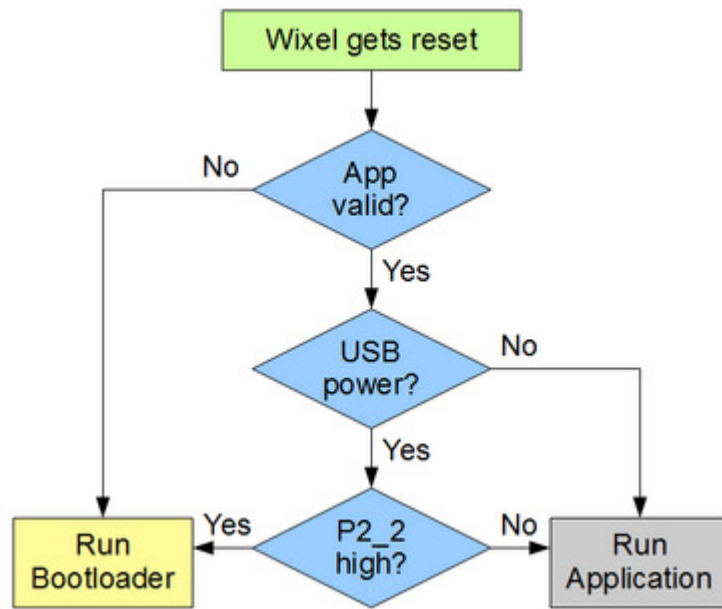 Wixel gets reset
No
App
valid?
Yes
USB
power?
No
Yes
Run
Bootloader
Yes
P2_2
high?
No
Run
Application